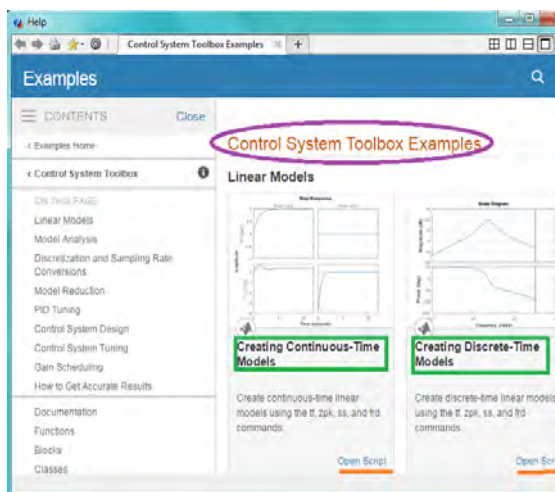 Help
Control System Toolbox Examples
Examples
CONTENTS
Close
‹ Examples Home
‹ Control System Toolbox
ON THIS PAGE
Linear Models
Model Analysis
Discretization and Sampling Rate
Conversions
Model Reduction
PID Tuning
Control System Design
Control System Tuning
Gain Scheduling
How to Get Accurate Results
Documentation
Functions
Blocks
Classes
Control System Toolbox Examples
Linear Models
Step Response
Time (seconds)
Creating Continuous-Time
Models
Create continuous-time linear
models using the tf, zpk, ss, and frd
commands.
Open Script
Bode Diagram
Creating Discrete-Time
Models
Create discrete-time linear models
using the tf, zpk, ss, and frd
commands.
Open Scr